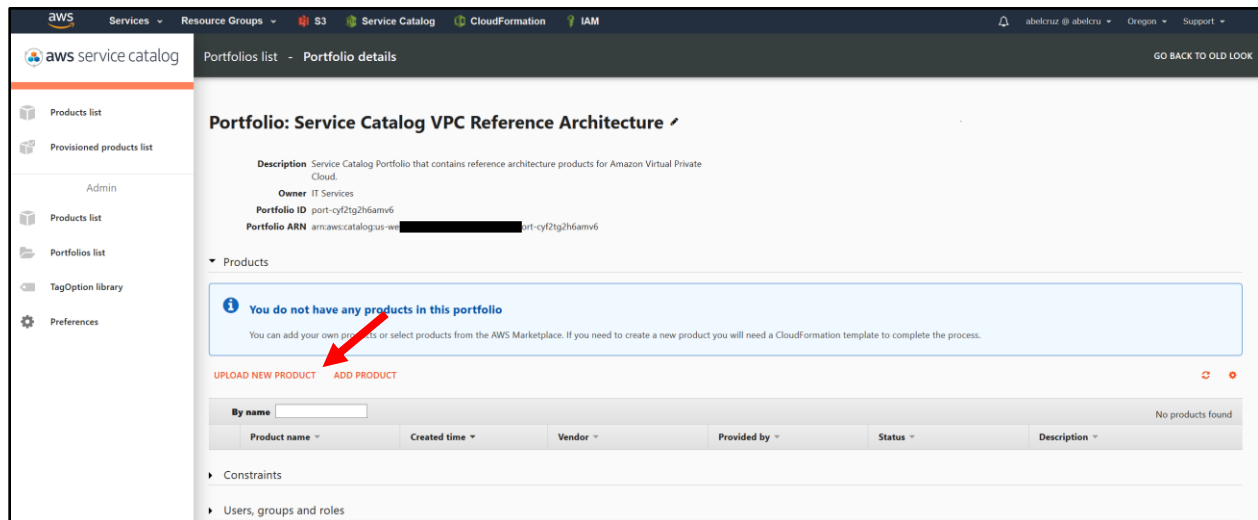 aws Services Resource Groups S3 Service Catalog CloudFormation IAM abelcruz @ abelcru Oregon Support
aws service catalog
Portfolios list - Portfolio details
GO BACK TO OLD LOOK
Products list
Provisioned products list
Admin
Products list
Portfolios list
TagOption library
Preferences
Portfolio: Service Catalog VPC Reference Architecture
Description Service Catalog Portfolio that contains reference architecture products for Amazon Virtual Private
Cloud.
Owner IT Services
Portfolio ID port-cyf2tg2h6amv6
Portfolio ARN arn:aws:catalog:us-we ort-cyf2tg2h6amv6
Products
You do not have any products in this portfolio
You can add your own products or select products from the AWS Marketplace. If you need to create a new product you will need a CloudFormation template to complete the process.
UPLOAD NEW PRODUCT ADD PRODUCT
By name No products found
Product name Created time Vendor Provided by Status Description
Constraints
Users, groups and roles